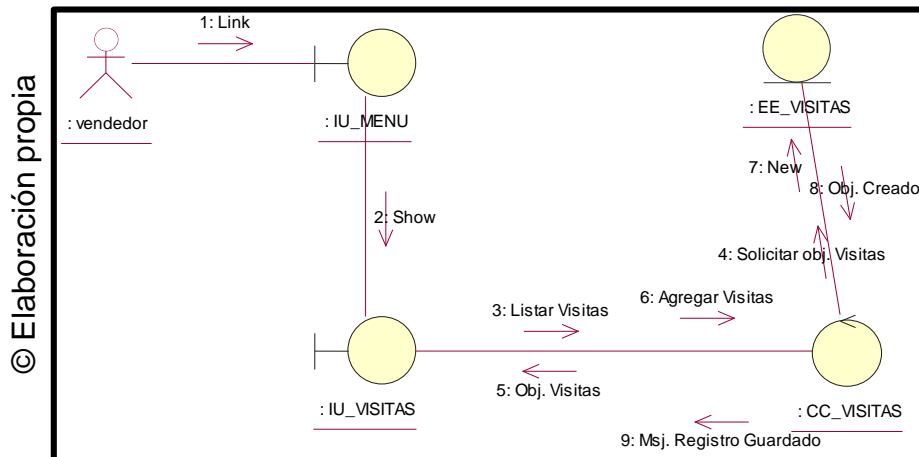 © Elaboración propia
1: Link
: vendedor
: IU_MENU
: EE_VISITAS
7: New
8: Obj. Creado
2: Show
4: Solicitar obj. Visitas
3: Listar Visitas
6: Agregar Visitas
5: Obj. Visitas
: IU_VISITAS
: CC_VISITAS
9: Msj. Registro Guardado